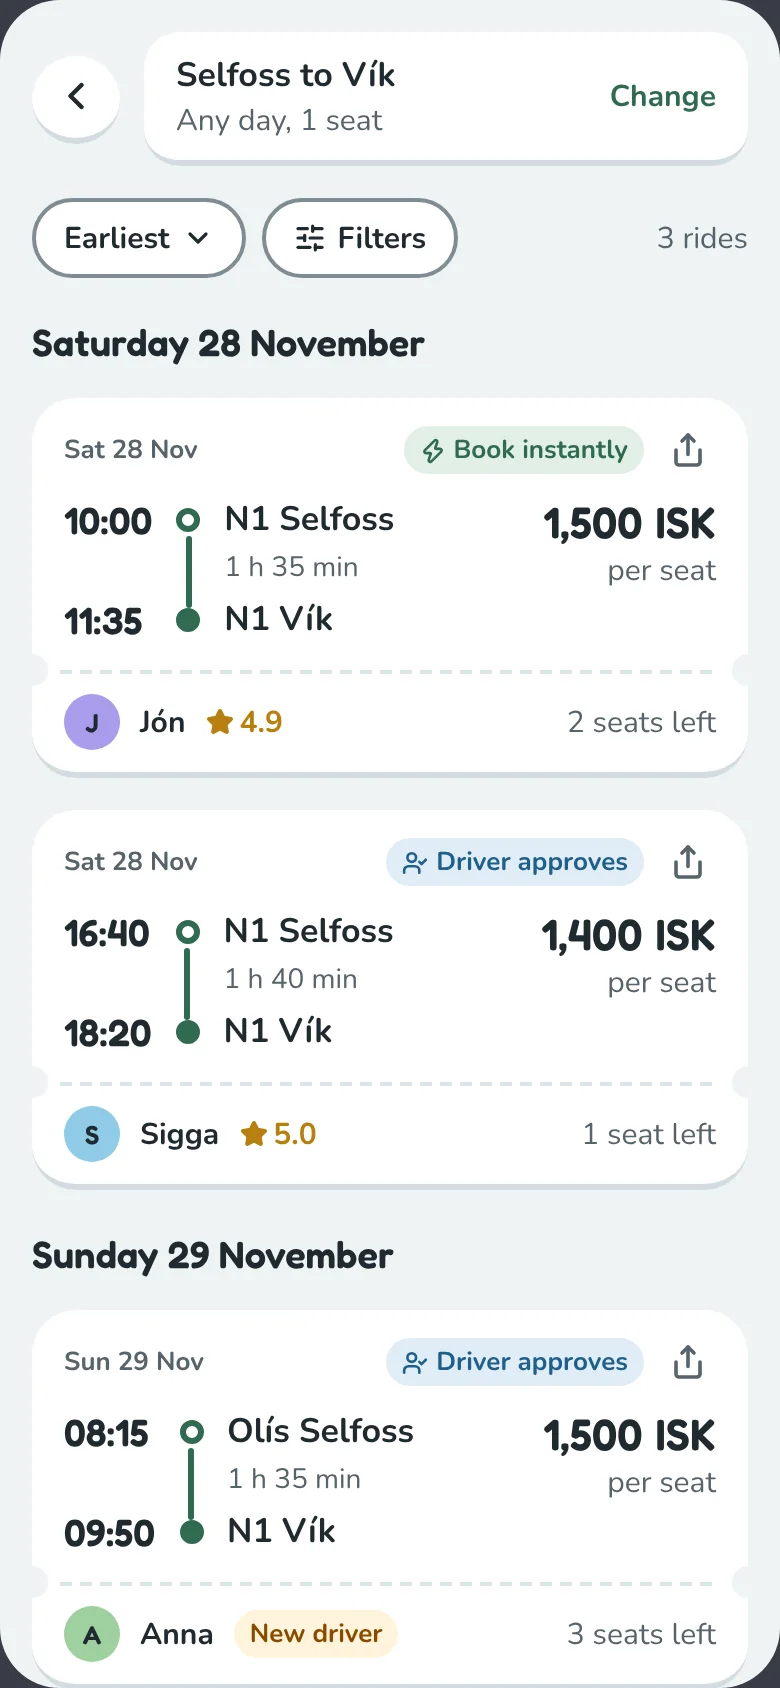 Selfoss to Vík
Any day, 1 seat
Change
Earliest
Filters
3 rides
Saturday 28 November
Sat 28 Nov
Book instantly
10:00
N1 Selfoss
1,500 ISK
1 h 35 min
per seat
11:35
N1 Vík
J
Jón
4.9
2 seats left
Sat 28 Nov
Driver approves
16:40
N1 Selfoss
1,400 ISK
1 h 40 min
per seat
18:20
N1 Vík
S
Sigga
5.0
1 seat left
Sunday 29 November
Sun 29 Nov
Driver approves
08:15
Olís Selfoss
1,500 ISK
1 h 35 min
per seat
09:50
N1 Vík
A
Anna
New driver
3 seats left